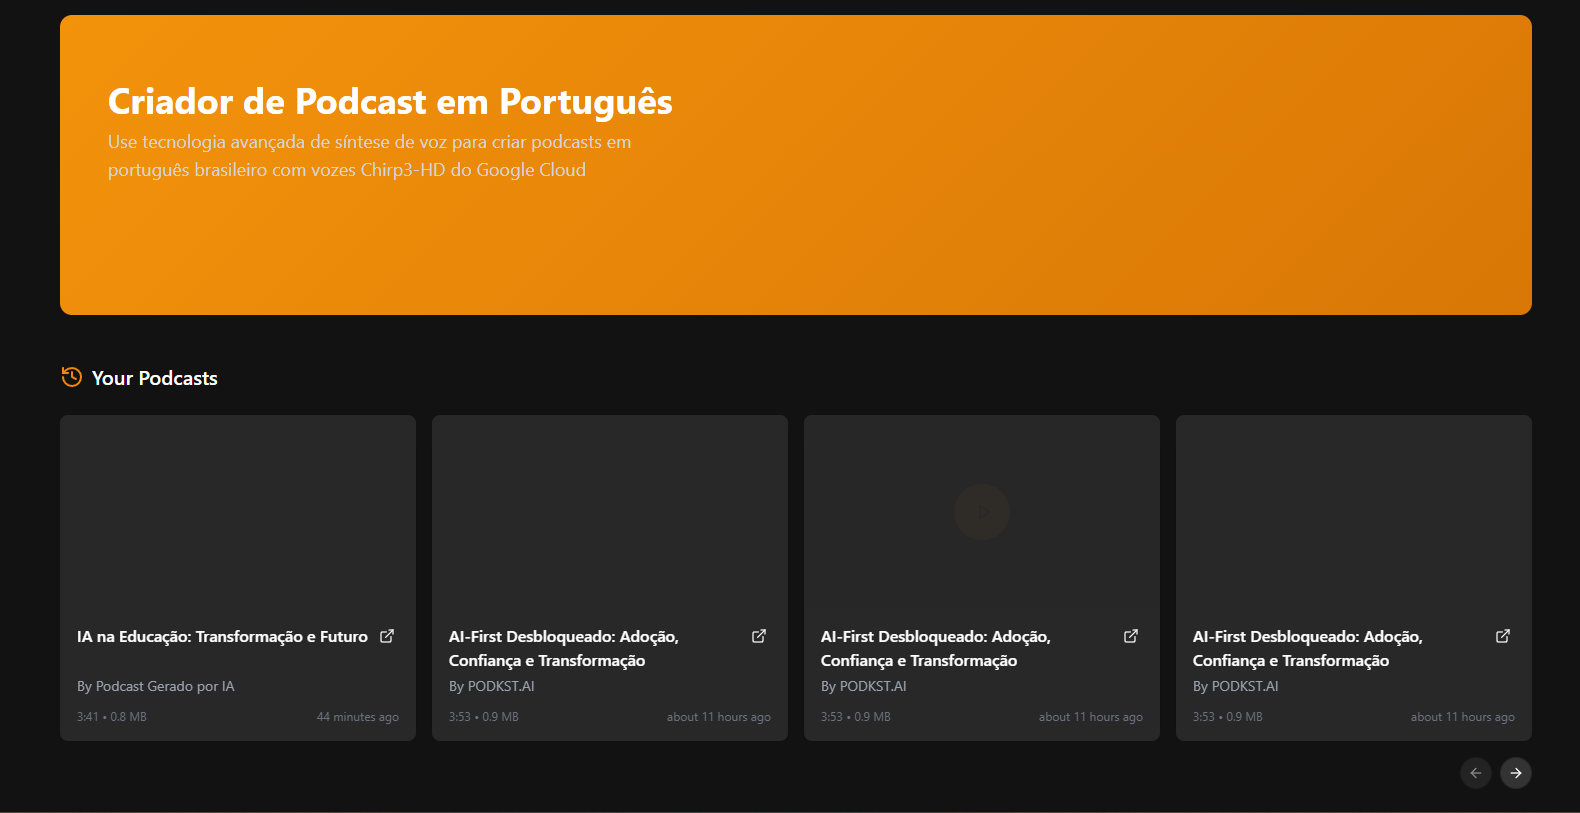 Criador de Podcast em Português
Use tecnologia avançada de síntese de voz para criar podcasts em
português brasileiro com vozes Chirp3-HD do Google Cloud
Your Podcasts
IA na Educação: Transformação e Futuro
By Podcast Gerado por IA
3:41 • 0.8 MB
44 minutes ago
AI-First Desbloqueado: Adoção,
Confiança e Transformação
By PODKST.AI
3:53 • 0.9 MB
about 11 hours ago
AI-First Desbloqueado: Adoção,
Confiança e Transformação
By PODKST.AI
3:53 • 0.9 MB
about 11 hours ago
AI-First Desbloqueado: Adoção,
Confiança e Transformação
By PODKST.AI
3:53 • 0.9 MB
about 11 hours ago